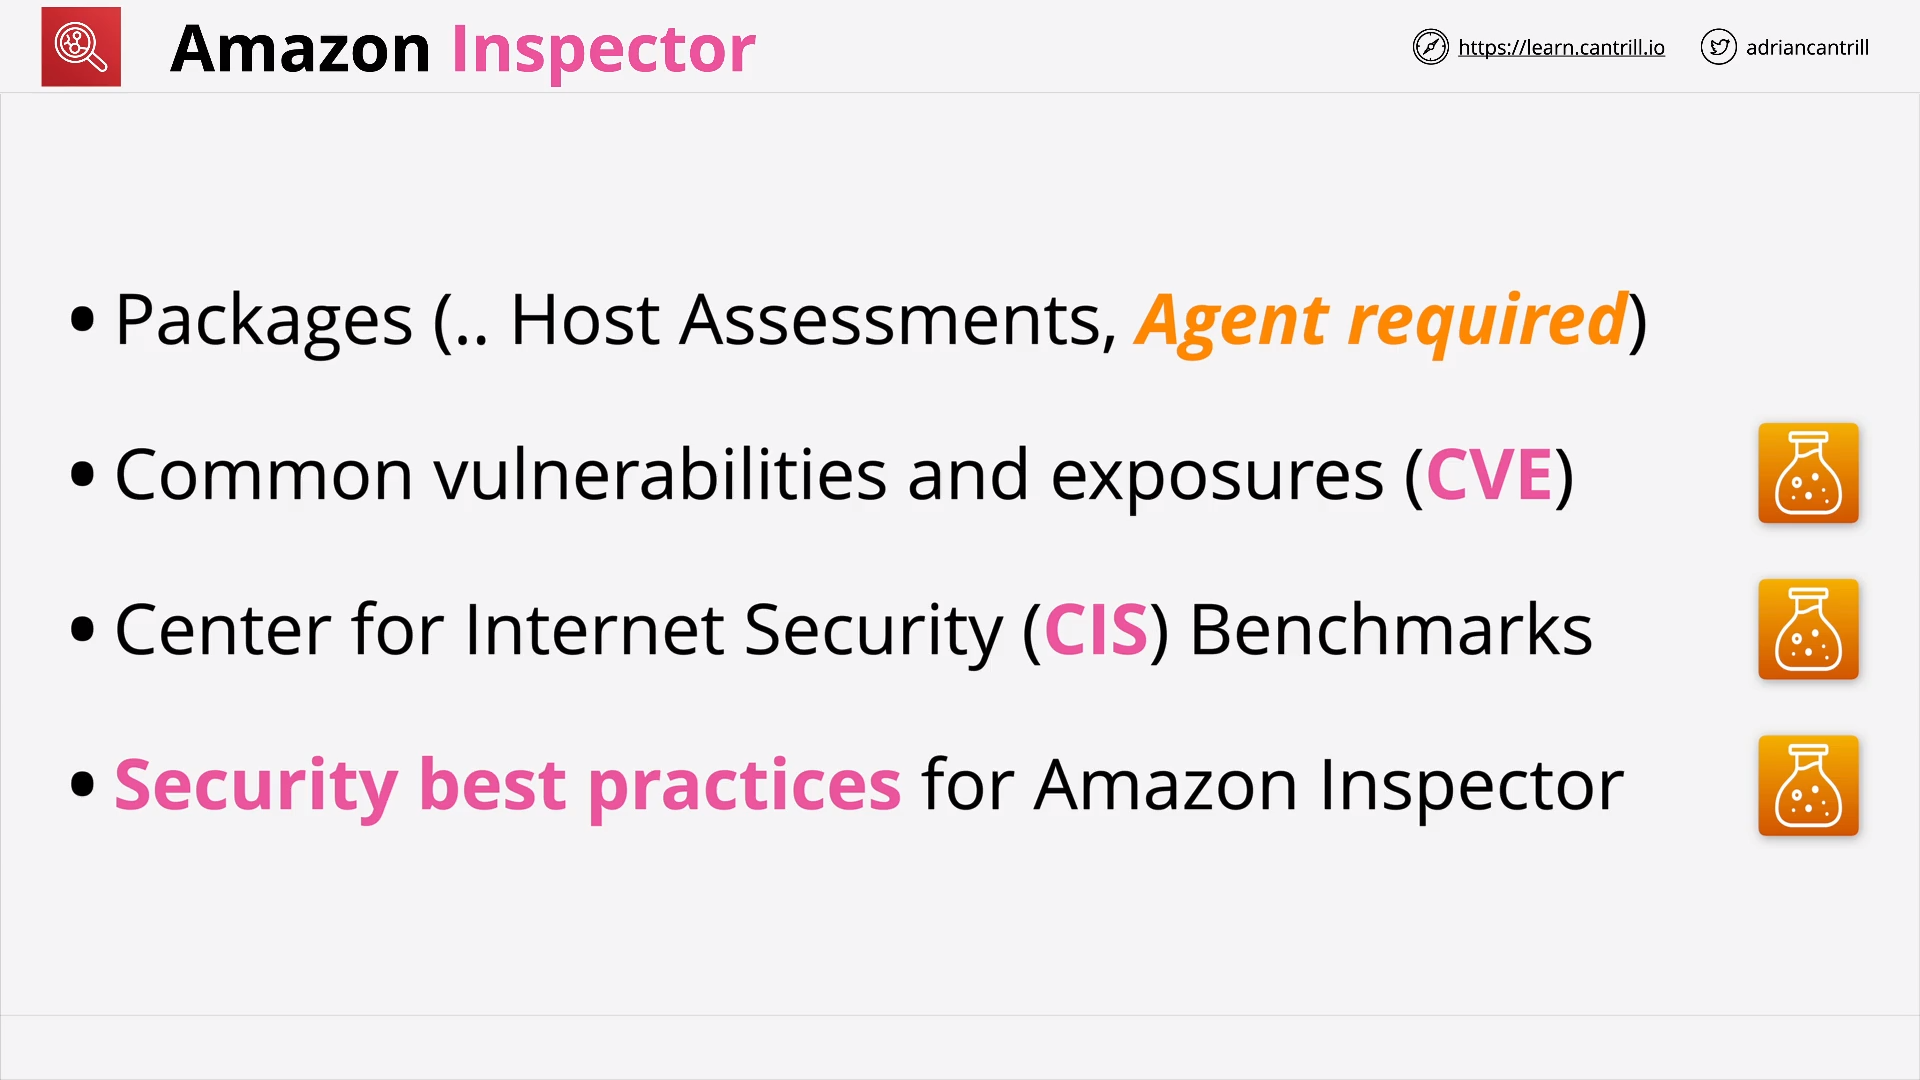 Amazon Inspector
https://learn.cantrill.io
adriancantrill
• Packages (.. Host Assessments, Agent required)
• Common vulnerabilities and exposures (CVE)
• Center for Internet Security (CIS) Benchmarks
• Security best practices for Amazon Inspector